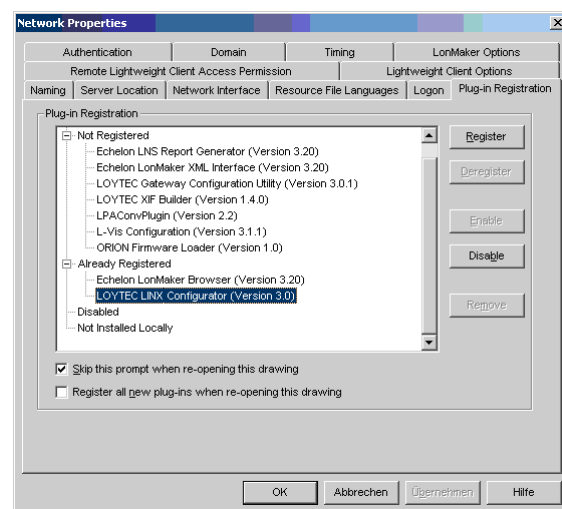 Network Properties
Authentication Domain Timing LonMaker Options
Remote Lightweight Client Access Permission Lightweight Client Options
Naming Server Location Network Interface Resource File Languages Logon Plug-in Registration
Plug-in Registration
Not Registered
Echelon LNS Report Generator (Version 3.20)
Echelon LonMaker XML Interface (Version 3.20)
LOYTEC Gateway Configuration Utility (Version 3.0.1)
LOYTEC XIF Builder (Version 1.4.0)
LPAConvPlugin (Version 2.2)
L-Vis Configuration (Version 3.1.1)
ORION Firmware Loader (Version 1.0)
Already Registered
Echelon LonMaker Browser (Version 3.20)
LOYTEC LINX Configurator (Version 3.0)
Disabled
Not Installed Locally
Register
Deregister
Enable
Disable
Remove
Skip this prompt when re-opening this drawing
Register all new plug-ins when re-opening this drawing
OK Abbrechen Übernehmen Hilfe